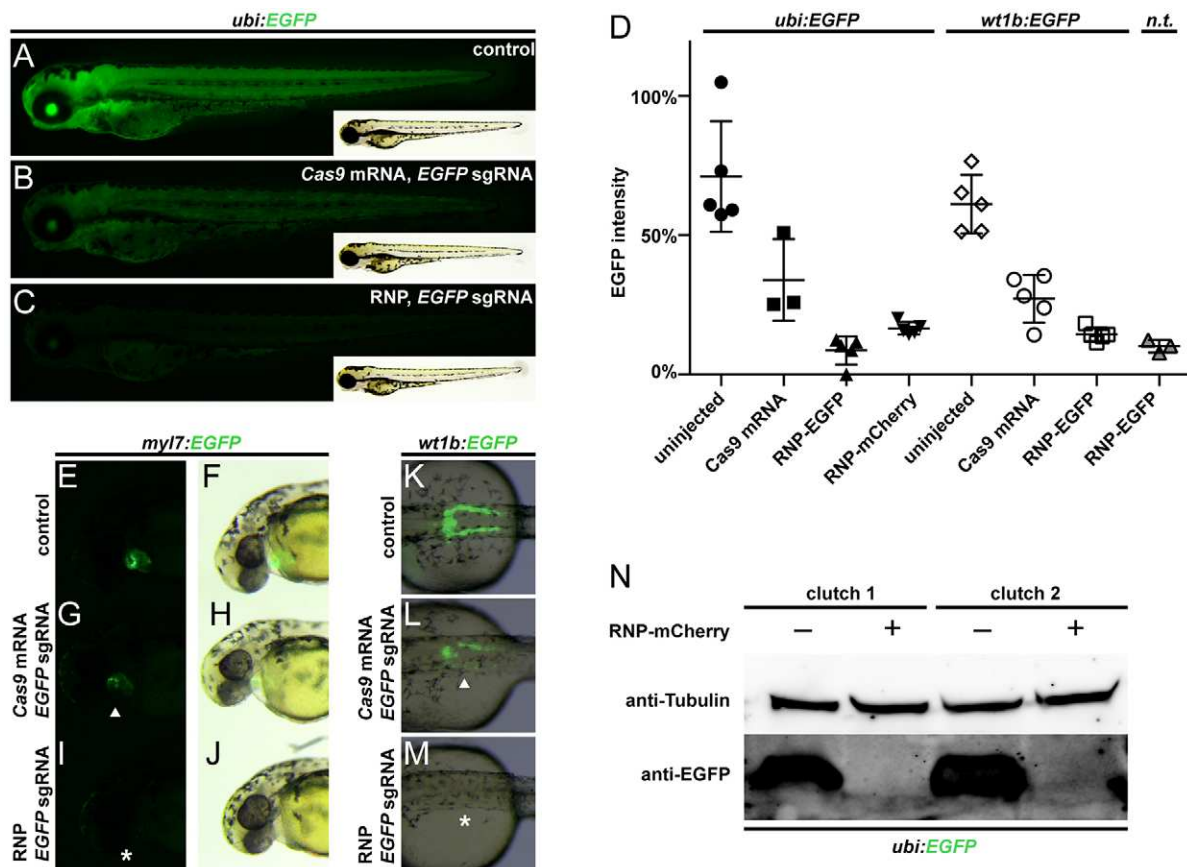 ubi:EGFP
A
control
B
Cas9 mRNA, EGFP sgRNA
C
RNP, EGFP sgRNA
D
ubi:EGFP
wt1b:EGFP
n.t.
EGFP intensity
100%
50%
0%
uninjected
Cas9 mRNA
RNP-EGFP
RNP-mCherry
uninjected
Cas9 mRNA
RNP-EGFP
RNP-EGFP
myl7:EGFP
wt1b:EGFP
control
E
F
control
K
Cas9 mRNA
EGFP sgRNA
G
H
Cas9 mRNA
EGFP sgRNA
L
RNP
EGFP sgRNA
I
*
J
RNP
EGFP sgRNA
M
*
N
clutch 1
clutch 2
RNP-mCherry
– + – +
anti-Tubulin
anti-EGFP
ubi:EGFP